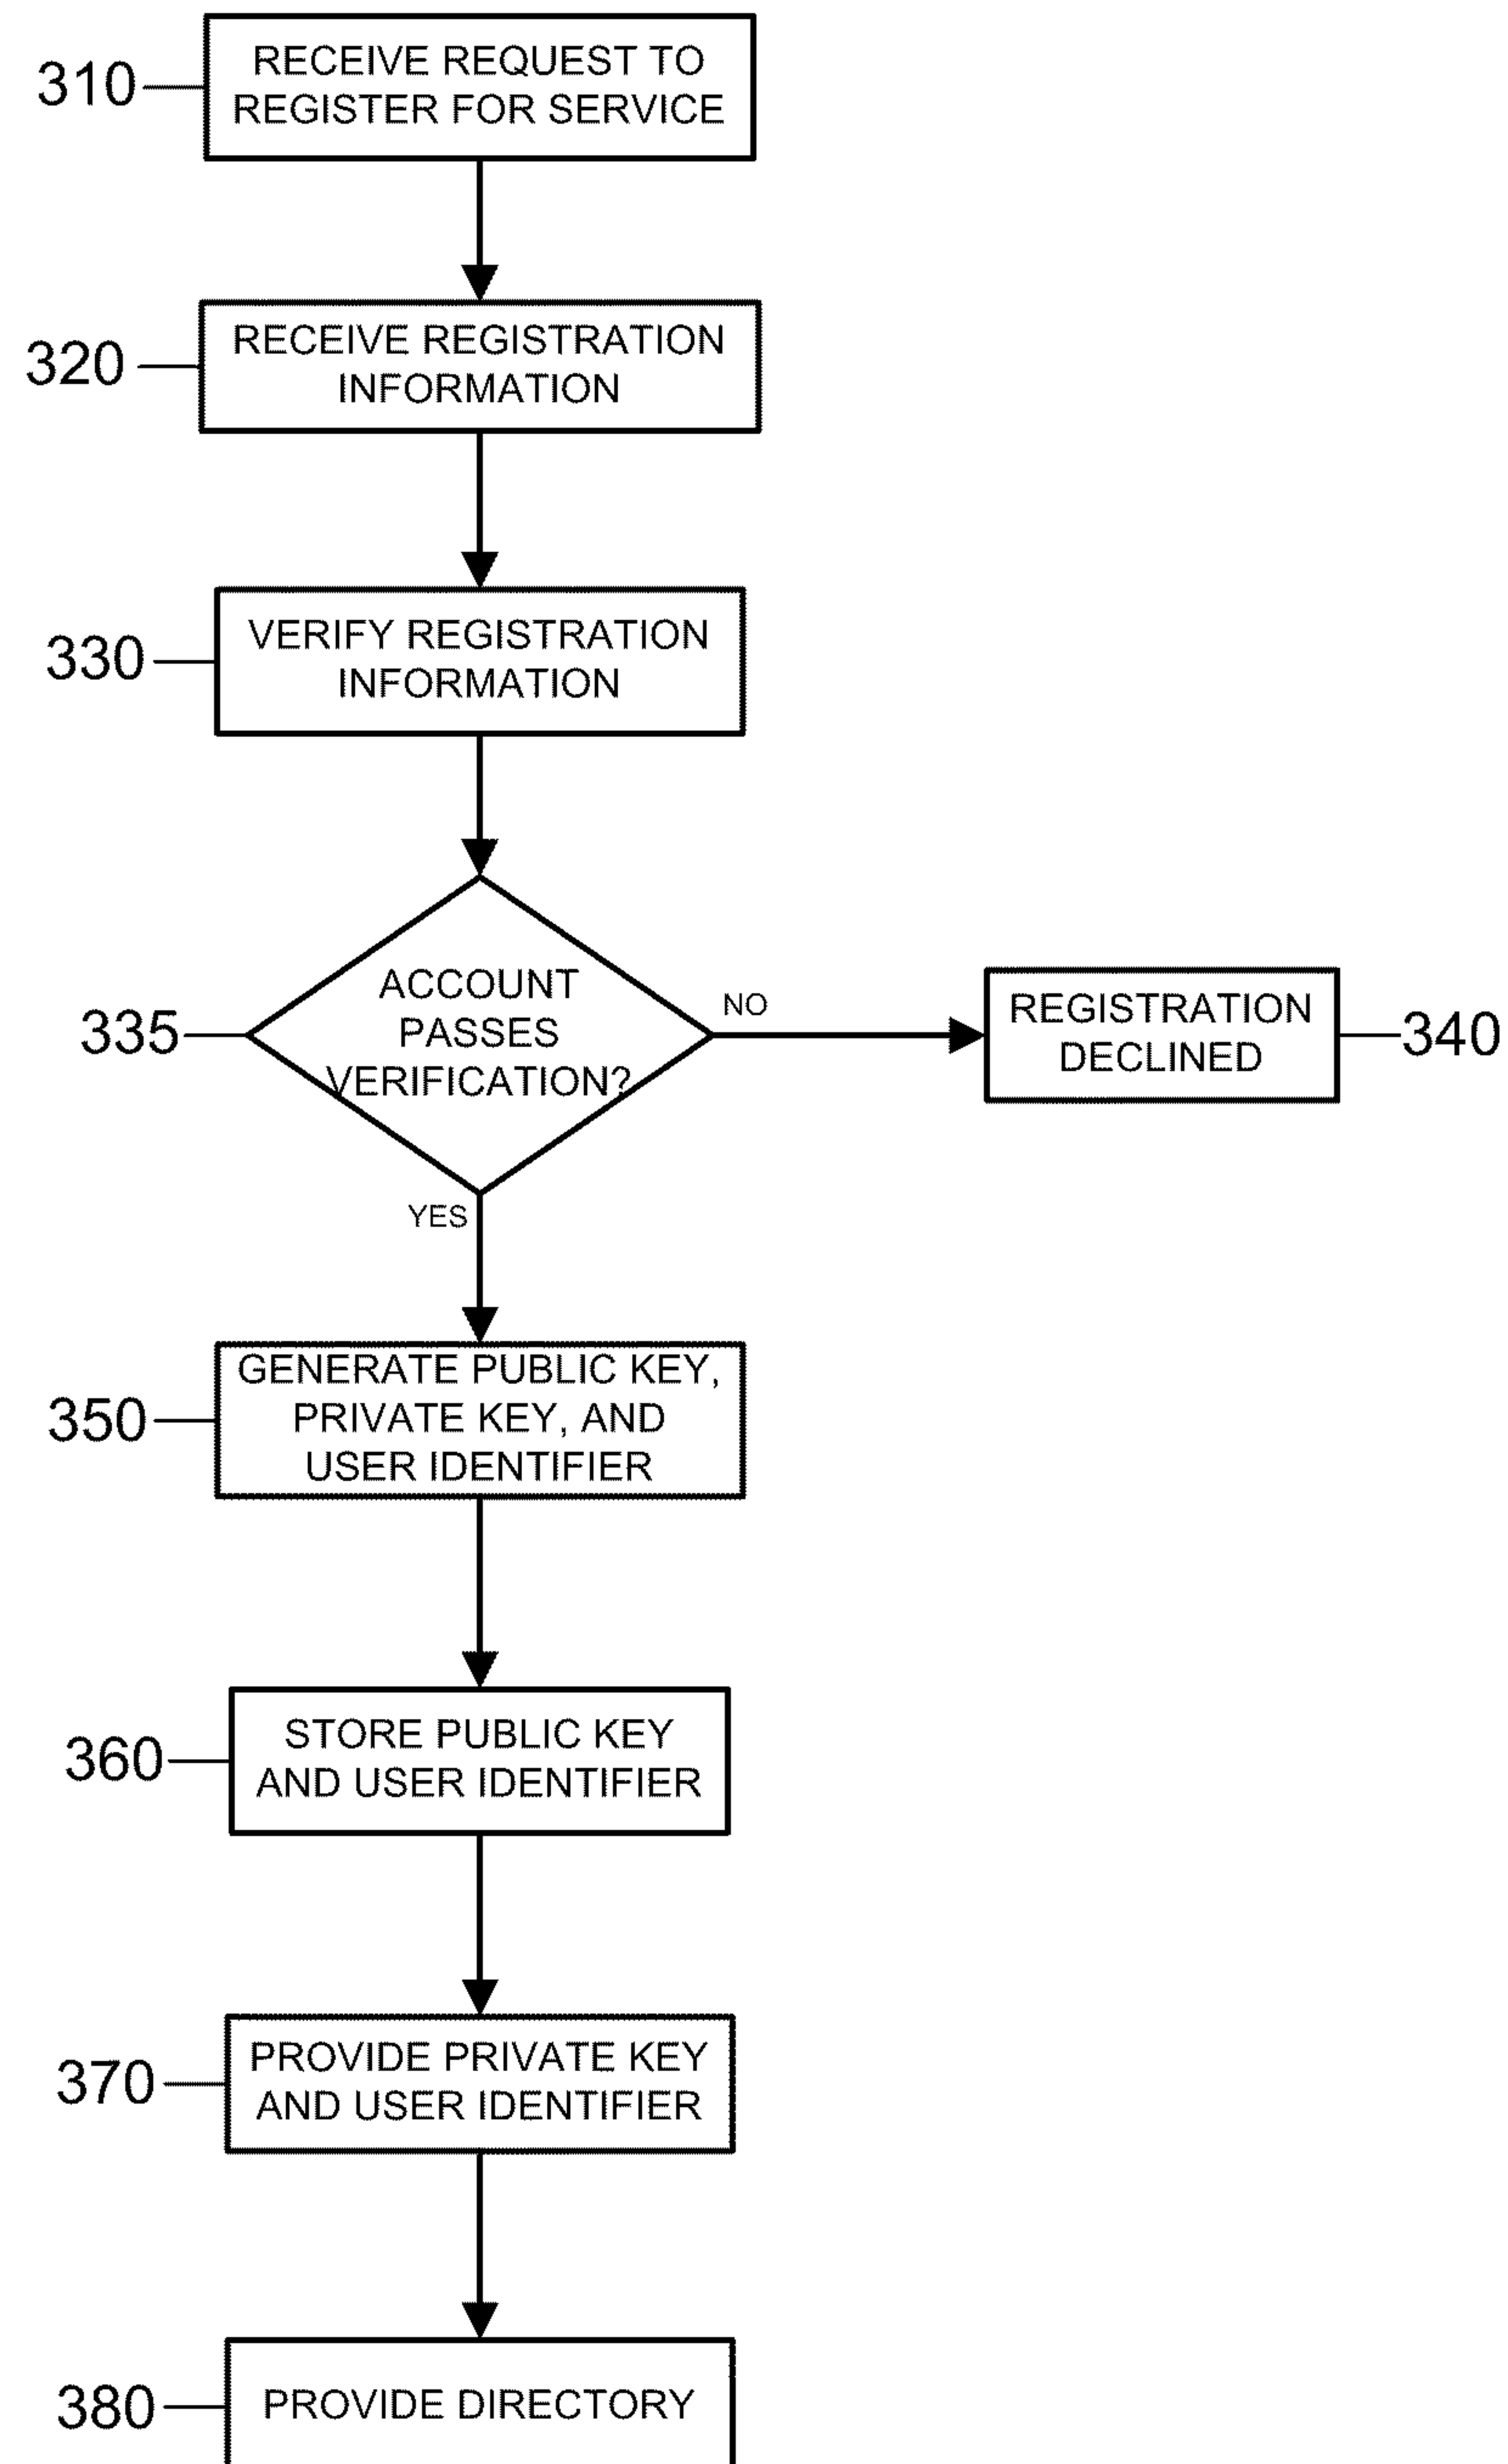 310
RECEIVE REQUEST TO
REGISTER FOR SERVICE
320
RECEIVE REGISTRATION
INFORMATION
330
VERIFY REGISTRATION
INFORMATION
335
ACCOUNT
PASSES
VERIFICATION?
NO
REGISTRATION
DECLINED
340
YES
350
GENERATE PUBLIC KEY,
PRIVATE KEY, AND
USER IDENTIFIER
360
STORE PUBLIC KEY
AND USER IDENTIFIER
370
PROVIDE PRIVATE KEY
AND USER IDENTIFIER
380
PROVIDE DIRECTORY